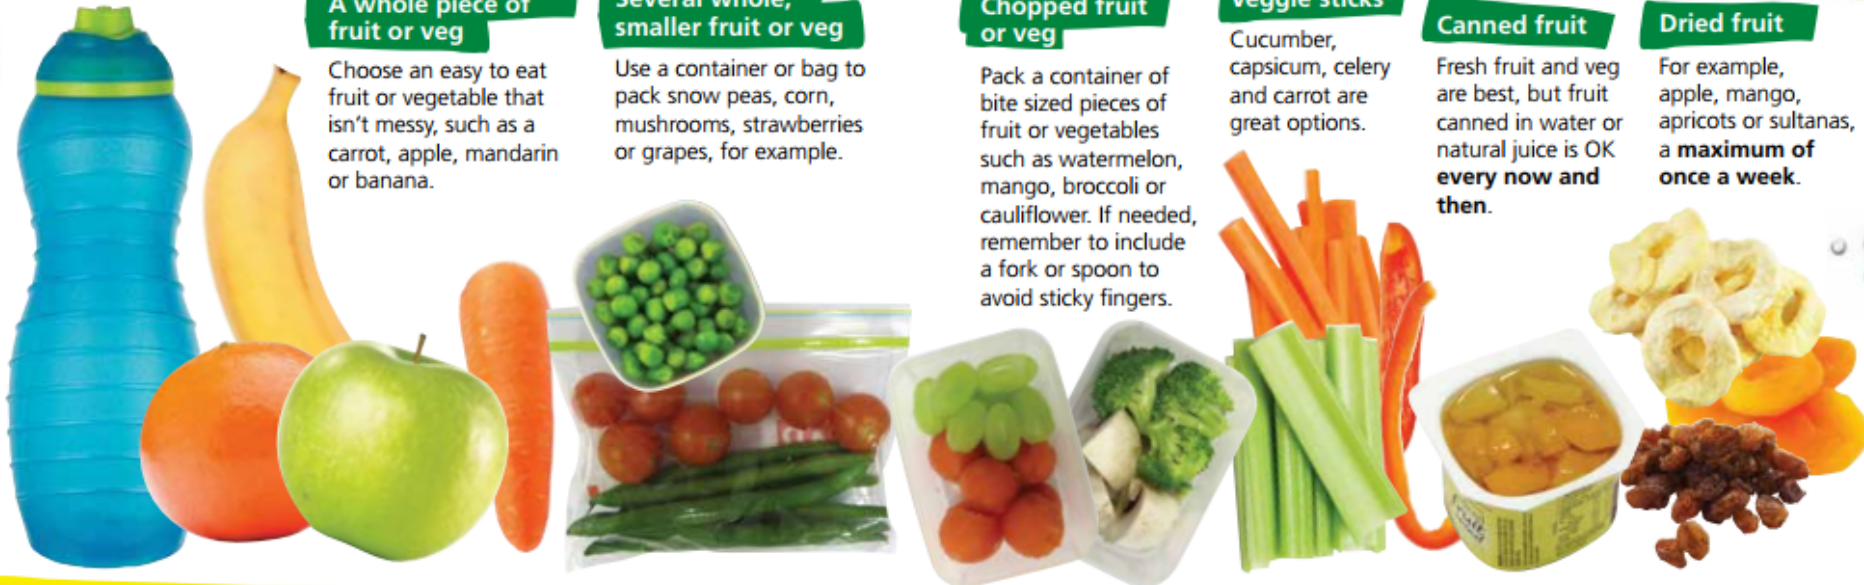 A whole piece of
fruit or veg
Choose an easy to eat
fruit or vegetable that
isn't messy, such as a
carrot, apple, mandarin
or banana.
Several whole,
smaller fruit or veg
Use a container or bag to
pack snow peas, corn,
mushrooms, strawberries
or grapes, for example.
Chopped fruit
or veg
Pack a container of
bite sized pieces of
fruit or vegetables
such as watermelon,
mango, broccoli or
cauliflower. If needed,
remember to include
a fork or spoon to
avoid sticky fingers.
Veggie sticks
Cucumber,
capsicum, celery
and carrot are
great options.
Canned fruit
Fresh fruit and veg
are best, but fruit
canned in water or
natural juice is OK
every now and
then.
Dried fruit
For example,
apple, mango,
apricots or sultanas,
a maximum of
once a week.